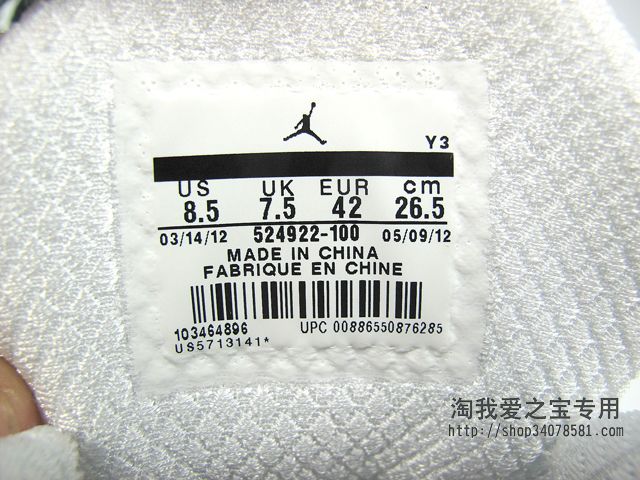 Y3
US UK EUR cm
8.5 7.5 42 26.5
03/14/12 524922-100 05/09/12
MADE IN CHINA
FABRIQUE EN CHINE
103464896 UPC 00886550876285
US5713141*
淘我爱之宝专用
http://shop34078581.com